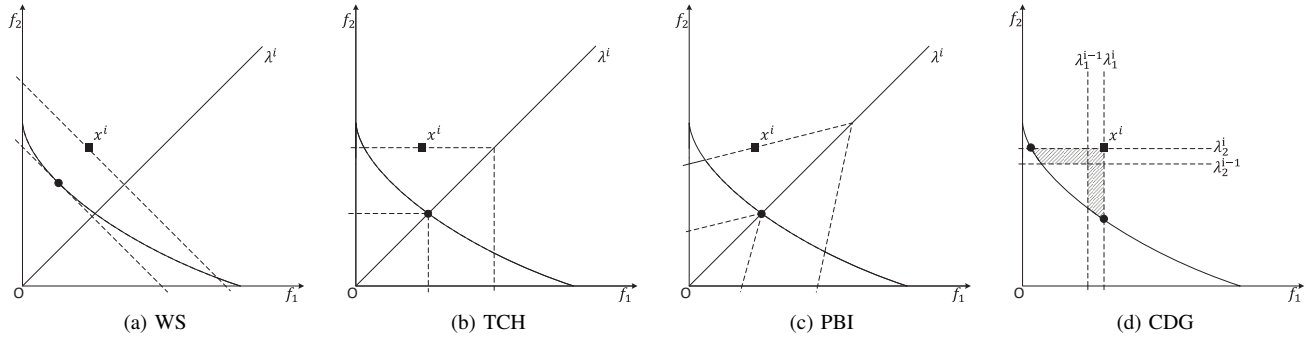 f₂
λⁱ
xⁱ
O
f₁
(a) WS
f₂
λⁱ
xⁱ
O
f₁
(b) TCH
f₂
λⁱ
xⁱ
O
f₁
(c) PBI
f₂
λ₁ⁱ⁻¹ λ₁ⁱ
xⁱ
λ₂ⁱ
λ₂ⁱ⁻¹
O
f₁
(d) CDG